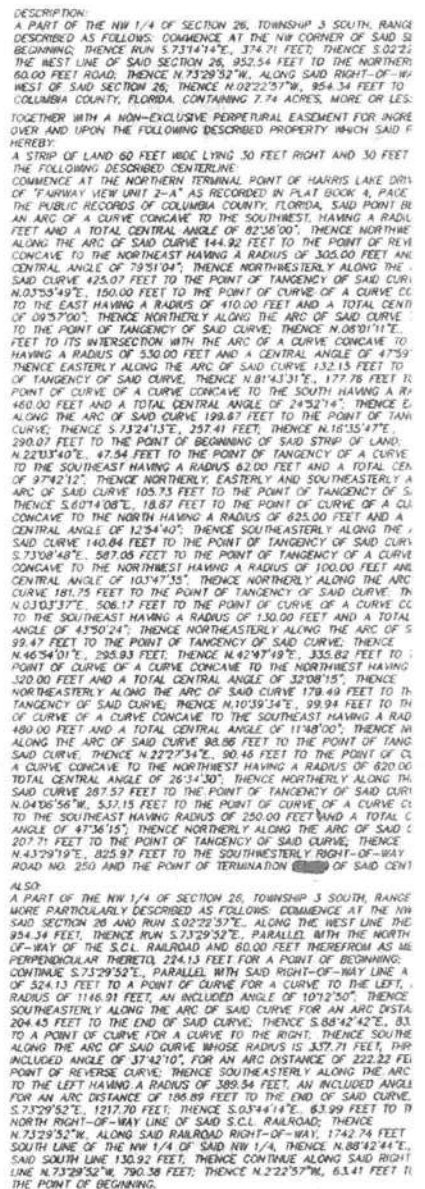 DESCRIPTION:
A PART OF THE NW 1/4 OF SECTION 26, TOWNSHIP 3 SOUTH, RANGE
DESCRIBED AS FOLLOWS: COMMENCE AT THE NW CORNER OF SAID SE
BEGINNING; THENCE RUN S.73°14'14"E., 374.71 FEET; THENCE S.02°22
THE WEST LINE OF SAID SECTION 26, 952.54 FEET TO THE NORTHER
60.00 FEET ROAD; THENCE N.73°29'52"W., ALONG SAID RIGHT-OF-WA
WEST OF SAID SECTION 26; THENCE N.02°22'57"W., 954.34 FEET TO
COLUMBIA COUNTY, FLORIDA. CONTAINING 7.74 ACRES, MORE OR LES
TOGETHER WITH A NON-EXCLUSIVE PERPETURAL EASEMENT FOR INGRE
OVER AND UPON THE FOLLOWING DESCRIBED PROPERTY WHICH SAID F
HEREBY:
A STRIP OF LAND 60 FEET WIDE LYING 30 FEET RIGHT AND 30 FEET
THE FOLLOWING DESCRIBED CENTERLINE:
COMMENCE AT THE NORTHERN TERMINAL POINT OF HARRIS LAKE DRIV
OF "FAIRWAY VIEW UNIT 2-A" AS RECORDED IN PLAT BOOK 4, PAGE
THE PUBLIC RECORDS OF COLUMBIA COUNTY, FLORIDA, SAID POINT BE
AN ARC OF A CURVE CONCAVE TO THE SOUTHWEST, HAVING A RADIU
FEET AND A TOTAL CENTRAL ANGLE OF 82°36'00"; THENCE NORTHWE
ALONG THE ARC OF SAID CURVE 144.92 FEET TO THE POINT OF REVE
CONCAVE TO THE NORTHEAST HAVING A RADIUS OF 305.00 FEET AND
CENTRAL ANGLE OF 79°51'04"; THENCE NORTHWESTERLY ALONG THE
SAID CURVE 425.07 FEET TO THE POINT OF TANGENCY OF SAID CURV
N.03°55'49"E., 150.00 FEET TO THE POINT OF CURVE OF A CURVE CC
TO THE EAST HAVING A RADIUS OF 410.00 FEET AND A TOTAL CENTI
OF 09°57'00"; THENCE NORTHERLY ALONG THE ARC OF SAID CURVE
TO THE POINT OF TANGENCY OF SAID CURVE; THENCE N.06°01'11"E.,
FEET TO ITS INTERSECTION WITH THE ARC OF A CURVE CONCAVE TO
HAVING A RADIUS OF 530.00 FEET AND A CENTRAL ANGLE OF 47°59'
THENCE EASTERLY ALONG THE ARC OF SAID CURVE 132.15 FEET TO
OF TANGENCY OF SAID CURVE, THENCE N.81°43'31"E., 177.76 FEET TO
POINT OF CURVE OF A CURVE CONCAVE TO THE SOUTH HAVING A RA
460.00 FEET AND A TOTAL CENTRAL ANGLE OF 24°52'14"; THENCE E.
ALONG THE ARC OF SAID CURVE 199.67 FEET TO THE POINT OF TAN
CURVE; THENCE S.73°24'13"E., 257.41 FEET; THENCE N.16°35'47"E.,
290.07 FEET TO THE POINT OF BEGINNING OF SAID STRIP OF LAND;
N.22°03'40"E., 47.54 FEET TO THE POINT OF TANGENCY OF A CURVE
TO THE SOUTHEAST HAVING A RADIUS 62.00 FEET AND A TOTAL CEN
OF 97°42'12"; THENCE NORTHERLY, EASTERLY AND SOUTHEASTERLY A
ARC OF SAID CURVE 105.73 FEET TO THE POINT OF TANGENCY OF S
THENCE S.60°14'08"E., 18.87 FEET TO THE POINT OF CURVE OF A CU
CONCAVE TO THE NORTH HAVING A RADIUS OF 625.00 FEET AND A
CENTRAL ANGLE OF 12°54'40"; THENCE SOUTHEASTERLY ALONG THE
SAID CURVE 140.84 FEET TO THE POINT OF TANGENCY OF SAID CURV
S.73°08'48"E., 587.05 FEET TO THE POINT OF TANGENCY OF A CURVE
CONCAVE TO THE NORTHWEST HAVING A RADIUS OF 100.00 FEET AND
CENTRAL ANGLE OF 103°47'35"; THENCE NORTHERLY ALONG THE ARC
CURVE 181.75 FEET TO THE POINT OF TANGENCY OF SAID CURVE; TH
N.03°03'37"E., 506.17 FEET TO THE POINT OF CURVE OF A CURVE CC
TO THE SOUTHEAST HAVING A RADIUS OF 130.00 FEET AND A TOTAL
ANGLE OF 43°50'24"; THENCE NORTHEASTERLY ALONG THE ARC OF S
99.47 FEET TO THE POINT OF TANGENCY OF SAID CURVE; THENCE
N.46°54'01"E., 295.93 FEET; THENCE N.42°47'49"E., 335.82 FEET TO
POINT OF CURVE OF A CURVE CONCAVE TO THE NORTHWEST HAVING
320.00 FEET AND A TOTAL CENTRAL ANGLE OF 32°08'15"; THENCE
NORTHEASTERLY ALONG THE ARC OF SAID CURVE 179.49 FEET TO TH
TANGENCY OF SAID CURVE; THENCE N.10°39'34"E., 99.94 FEET TO TH
OF CURVE OF A CURVE CONCAVE TO THE SOUTHEAST HAVING A RAD
480.00 FEET AND A TOTAL CENTRAL ANGLE OF 11°48'00"; THENCE N
ALONG THE ARC OF SAID CURVE 98.86 FEET TO THE POINT OF TANG
SAID CURVE, THENCE N.22°27'34"E., 90.46 FEET TO THE POINT OF CU
A CURVE CONCAVE TO THE NORTHWEST HAVING A RADIUS OF 620.00
TOTAL CENTRAL ANGLE OF 26°34'30"; THENCE NORTHERLY ALONG TH
SAID CURVE 287.57 FEET TO THE POINT OF TANGENCY OF SAID CURV
N.04°06'56"W., 537.15 FEET TO THE POINT OF CURVE OF A CURVE C
TO THE SOUTHEAST HAVING RADIUS OF 250.00 FEET AND A TOTAL C
ANGLE OF 47°36'15"; THENCE NORTHERLY ALONG THE ARC OF SAID C
207.71 FEET TO THE POINT OF TANGENCY OF SAID CURVE; THENCE
N.43°29'19"E., 825.97 FEET TO THE SOUTHWESTERLY RIGHT-OF-WAY
ROAD NO. 250 AND THE POINT OF TERMINATION OF SAID CENT
ALSO:
A PART OF THE NW 1/4 OF SECTION 26, TOWNSHIP 3 SOUTH, RANGE
MORE PARTICULARLY DESCRIBED AS FOLLOWS: COMMENCE AT THE NW
SAID SECTION 26 AND RUN S.02°22'57"E., ALONG THE WEST LINE THE
954.34 FEET, THENCE RUN S.73°29'52"E., PARALLEL WITH THE NORTH
OF-WAY OF THE S.C.L. RAILROAD AND 60.00 FEET THEREFROM AS ME
PERPENDICULAR THERETO, 224.13 FEET FOR A POINT OF BEGINNING;
CONTINUE S.73°29'52"E., PARALLEL WITH SAID RIGHT-OF-WAY LINE A
OF 524.13 FEET TO A POINT OF CURVE FOR A CURVE TO THE LEFT,
RADIUS OF 1146.91 FEET, AN INCLUDED ANGLE OF 10°12'50"; THENCE
SOUTHEASTERLY ALONG THE ARC OF SAID CURVE FOR AN ARC DISTA
204.45 FEET TO THE END OF SAID CURVE; THENCE S.88°42'42"E., 83.
TO A POINT OF CURVE FOR A CURVE TO THE RIGHT; THENCE SOUTHE
ALONG THE ARC OF SAID CURVE WHOSE RADIUS IS 337.71 FEET, THR
INCLUDED ANGLE OF 37°42'10", FOR AN ARC DISTANCE OF 222.22 FEE
POINT OF REVERSE CURVE; THENCE SOUTHEASTERLY ALONG THE ARC
TO THE LEFT HAVING A RADIUS OF 389.54 FEET, AN INCLUDED ANGLE
FOR AN ARC DISTANCE OF 186.89 FEET TO THE END OF SAID CURVE,
S.73°29'52"E., 1217.70 FEET; THENCE S.03°44'14"E., 63.99 FEET TO T
NORTH RIGHT-OF-WAY LINE OF SAID S.C.L. RAILROAD; THENCE
N.73°29'52"W., ALONG SAID RAILROAD RIGHT-OF-WAY, 1742.74 FEET
SOUTH LINE OF THE NW 1/4 OF SAID NW 1/4, THENCE N.88°42'44"E.,
SAID SOUTH LINE 130.92 FEET; THENCE CONTINUE ALONG SAID RIGHT
LINE N.73°29'52"W, 790.38 FEET; THENCE N.2°22'57"W., 63.41 FEET T
THE POINT OF BEGINNING.